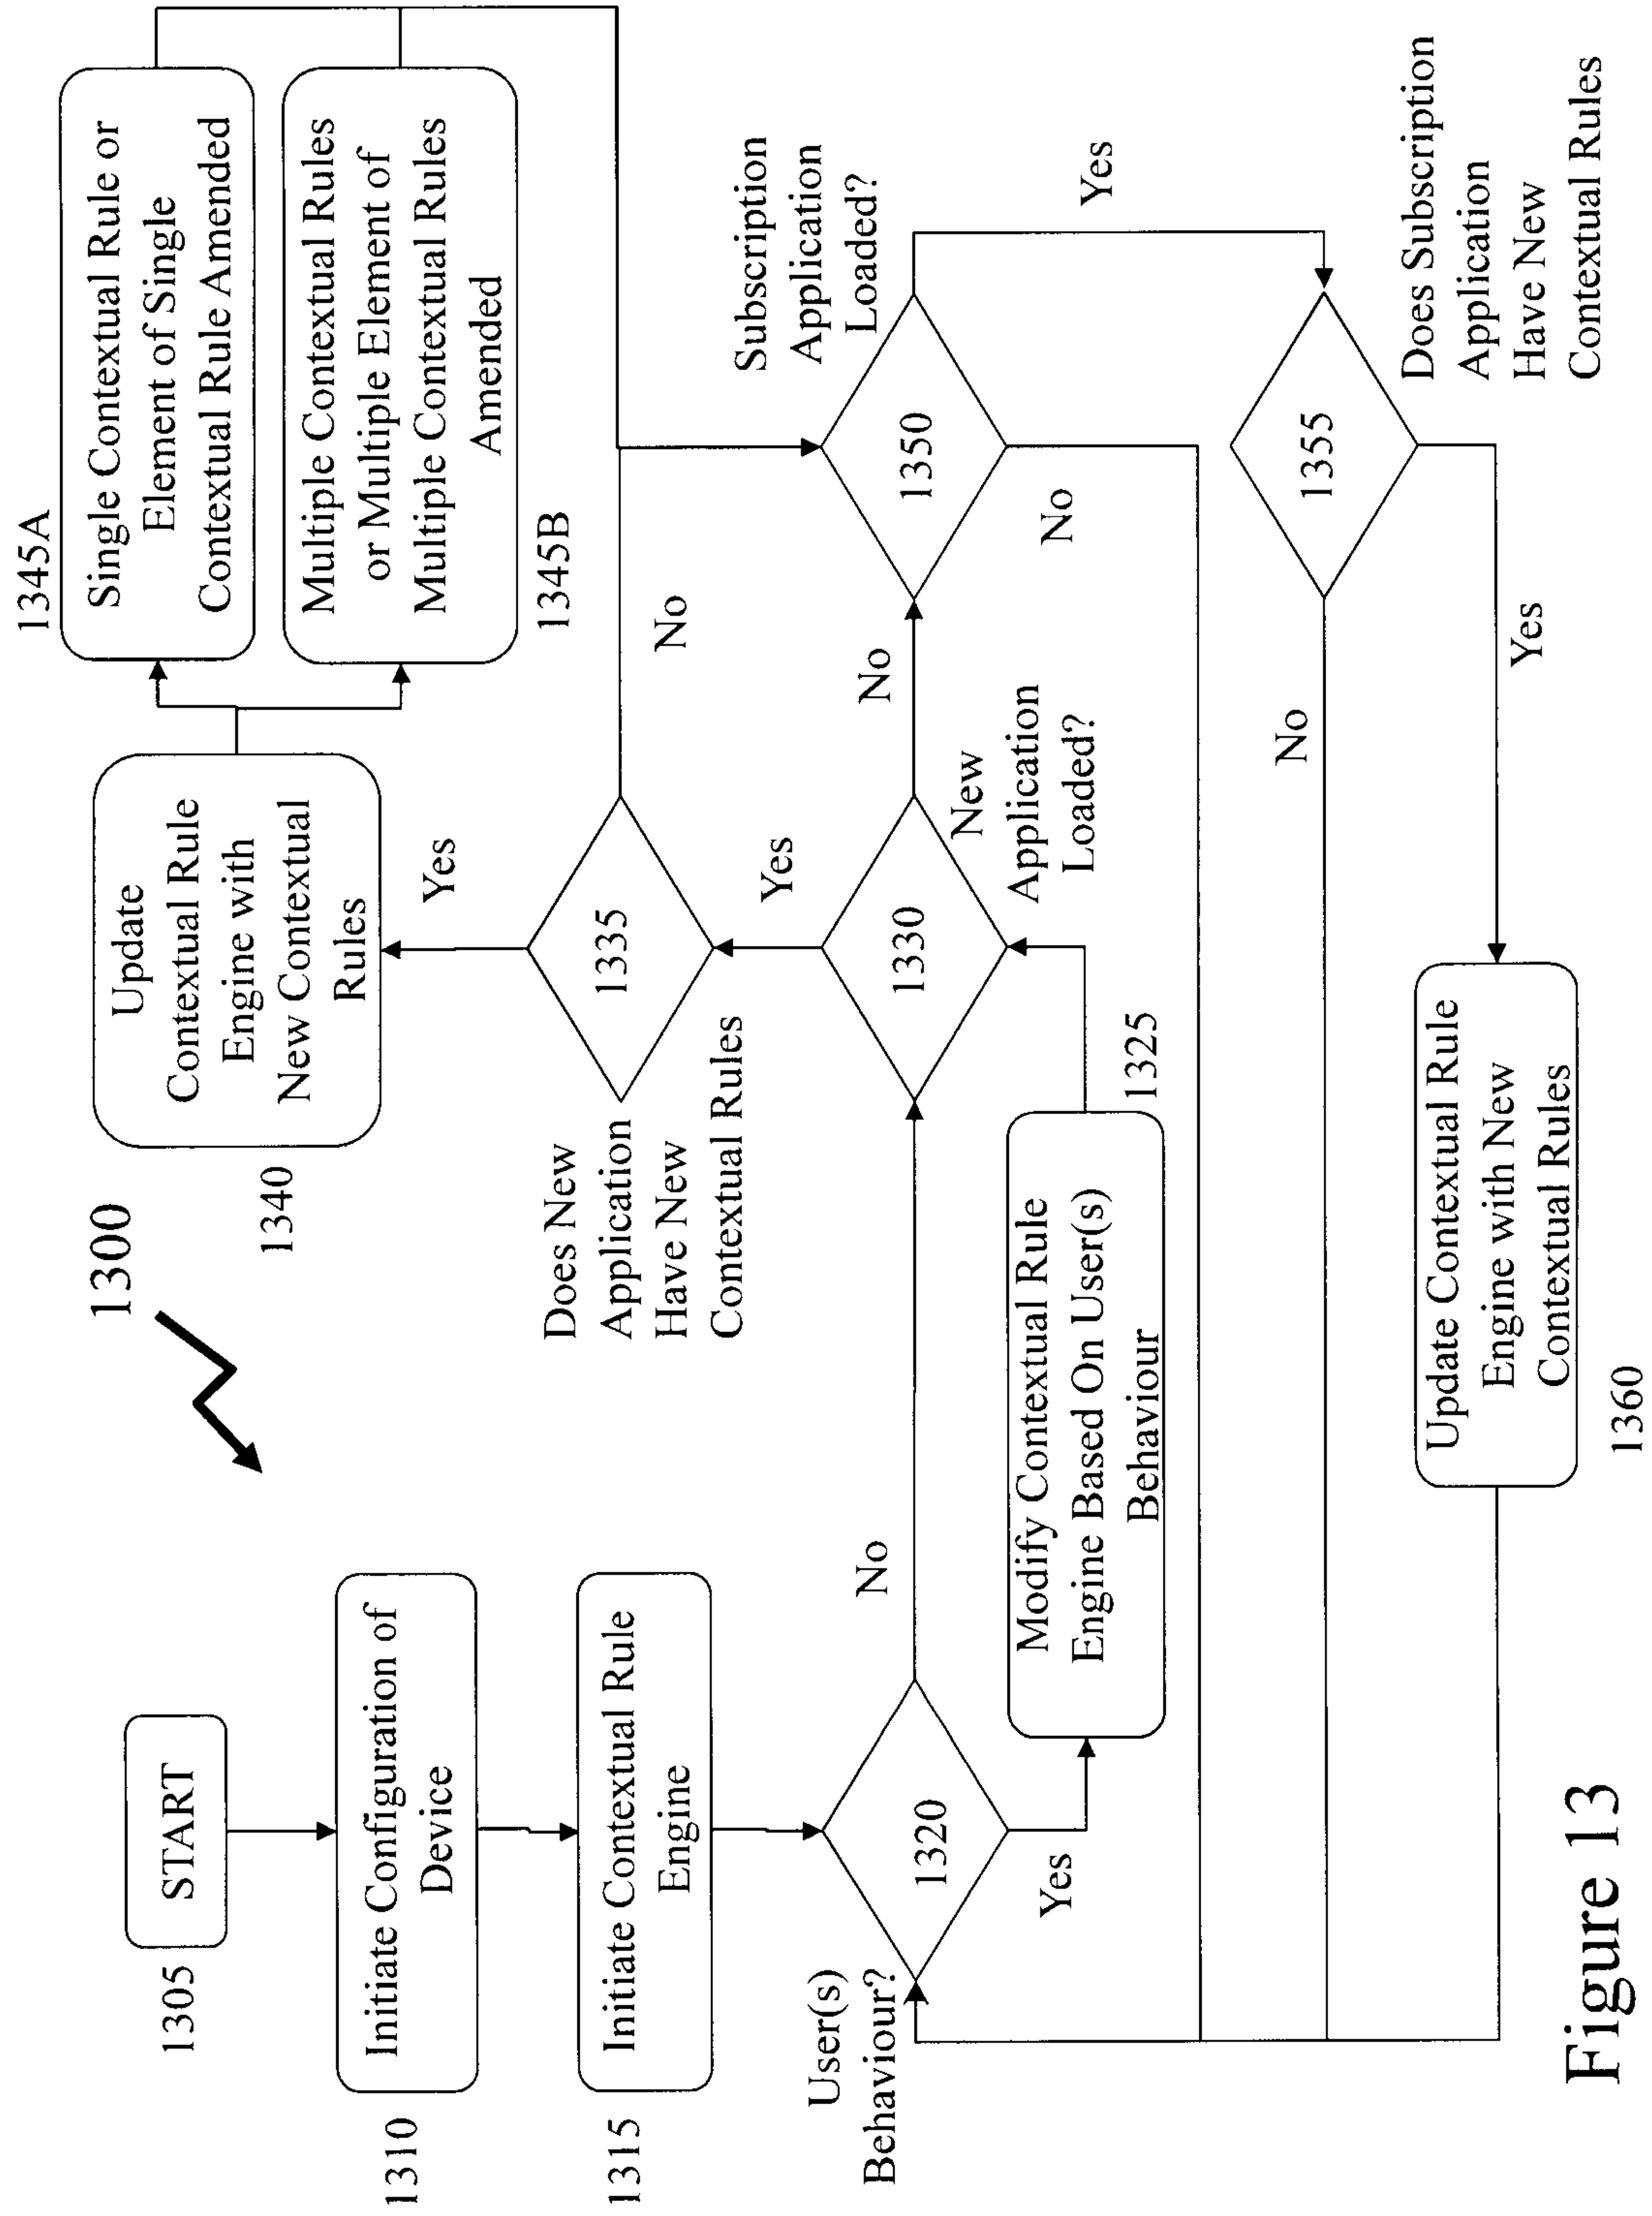 1300
1305
START
1310
Initiate Configuration of
Device
1315
Initiate Contextual Rule
Engine
User(s)
Behaviour?
1320
No
Yes
Modify Contextual Rule
Engine Based On User(s)
Behaviour
1325
1330
New
Application
Loaded?
Yes
No
Does New
Application
Have New
Contextual Rules
1335
Yes
No
1340
Update
Contextual Rule
Engine with
New Contextual
Rules
1345A
Single Contextual Rule or
Element of Single
Contextual Rule Amended
Multiple Contextual Rules
or Multiple Element of
Multiple Contextual Rules
Amended
1345B
Subscription
Application
Loaded?
1350
Yes
No
1355
Does Subscription
Application
Have New
Contextual Rules
No
Yes
Update Contextual Rule
Engine with New
Contextual Rules
1360
Figure 13